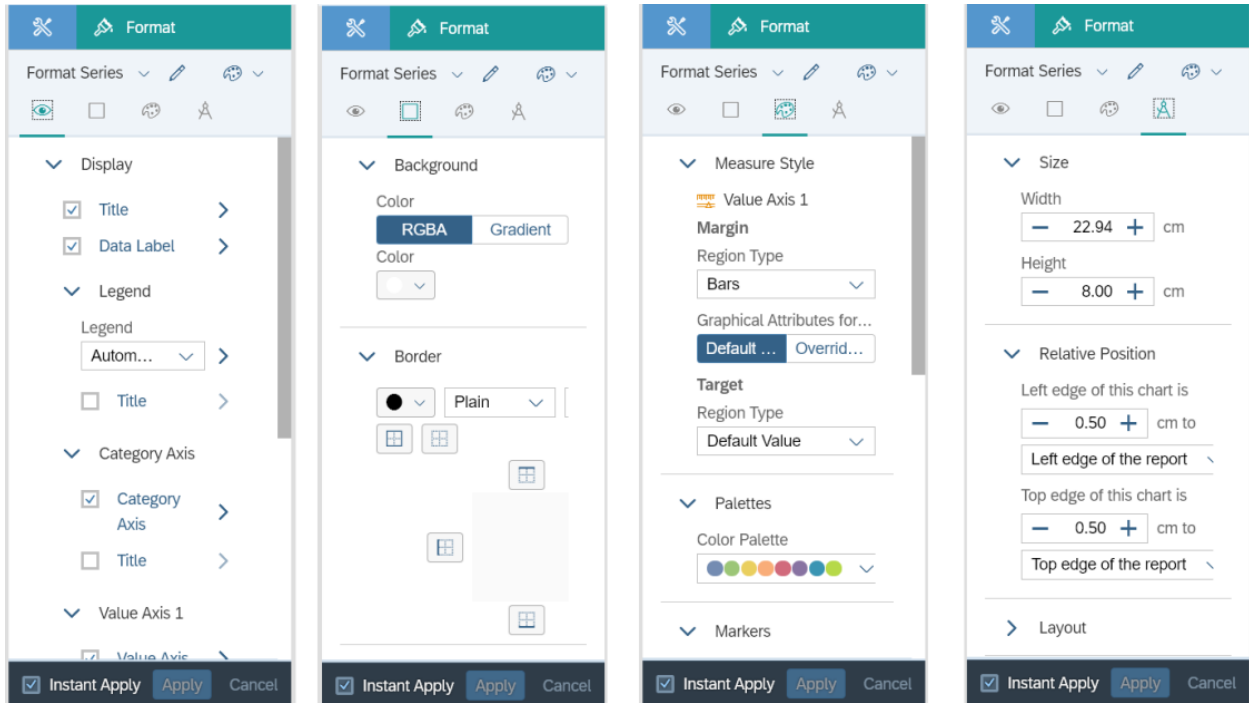 Format
Format Series
Display
Title
Data Label
Legend
Legend
Autom...
Title
Category Axis
Category
Axis
Title
Value Axis 1
Value Axis
Instant Apply Apply Cancel
Format
Format Series
Background
Color
RGBA Gradient
Color
Border
Plain
Instant Apply Apply Cancel
Format
Format Series
Measure Style
Value Axis 1
Margin
Region Type
Bars
Graphical Attributes for...
Default ... Overrid...
Target
Region Type
Default Value
Palettes
Color Palette
Markers
Instant Apply Apply Cancel
Format
Format Series
Size
Width
22.94 cm
Height
8.00 cm
Relative Position
Left edge of this chart is
0.50 cm to
Left edge of the report
Top edge of this chart is
0.50 cm to
Top edge of the report
Layout
Instant Apply Apply Cancel